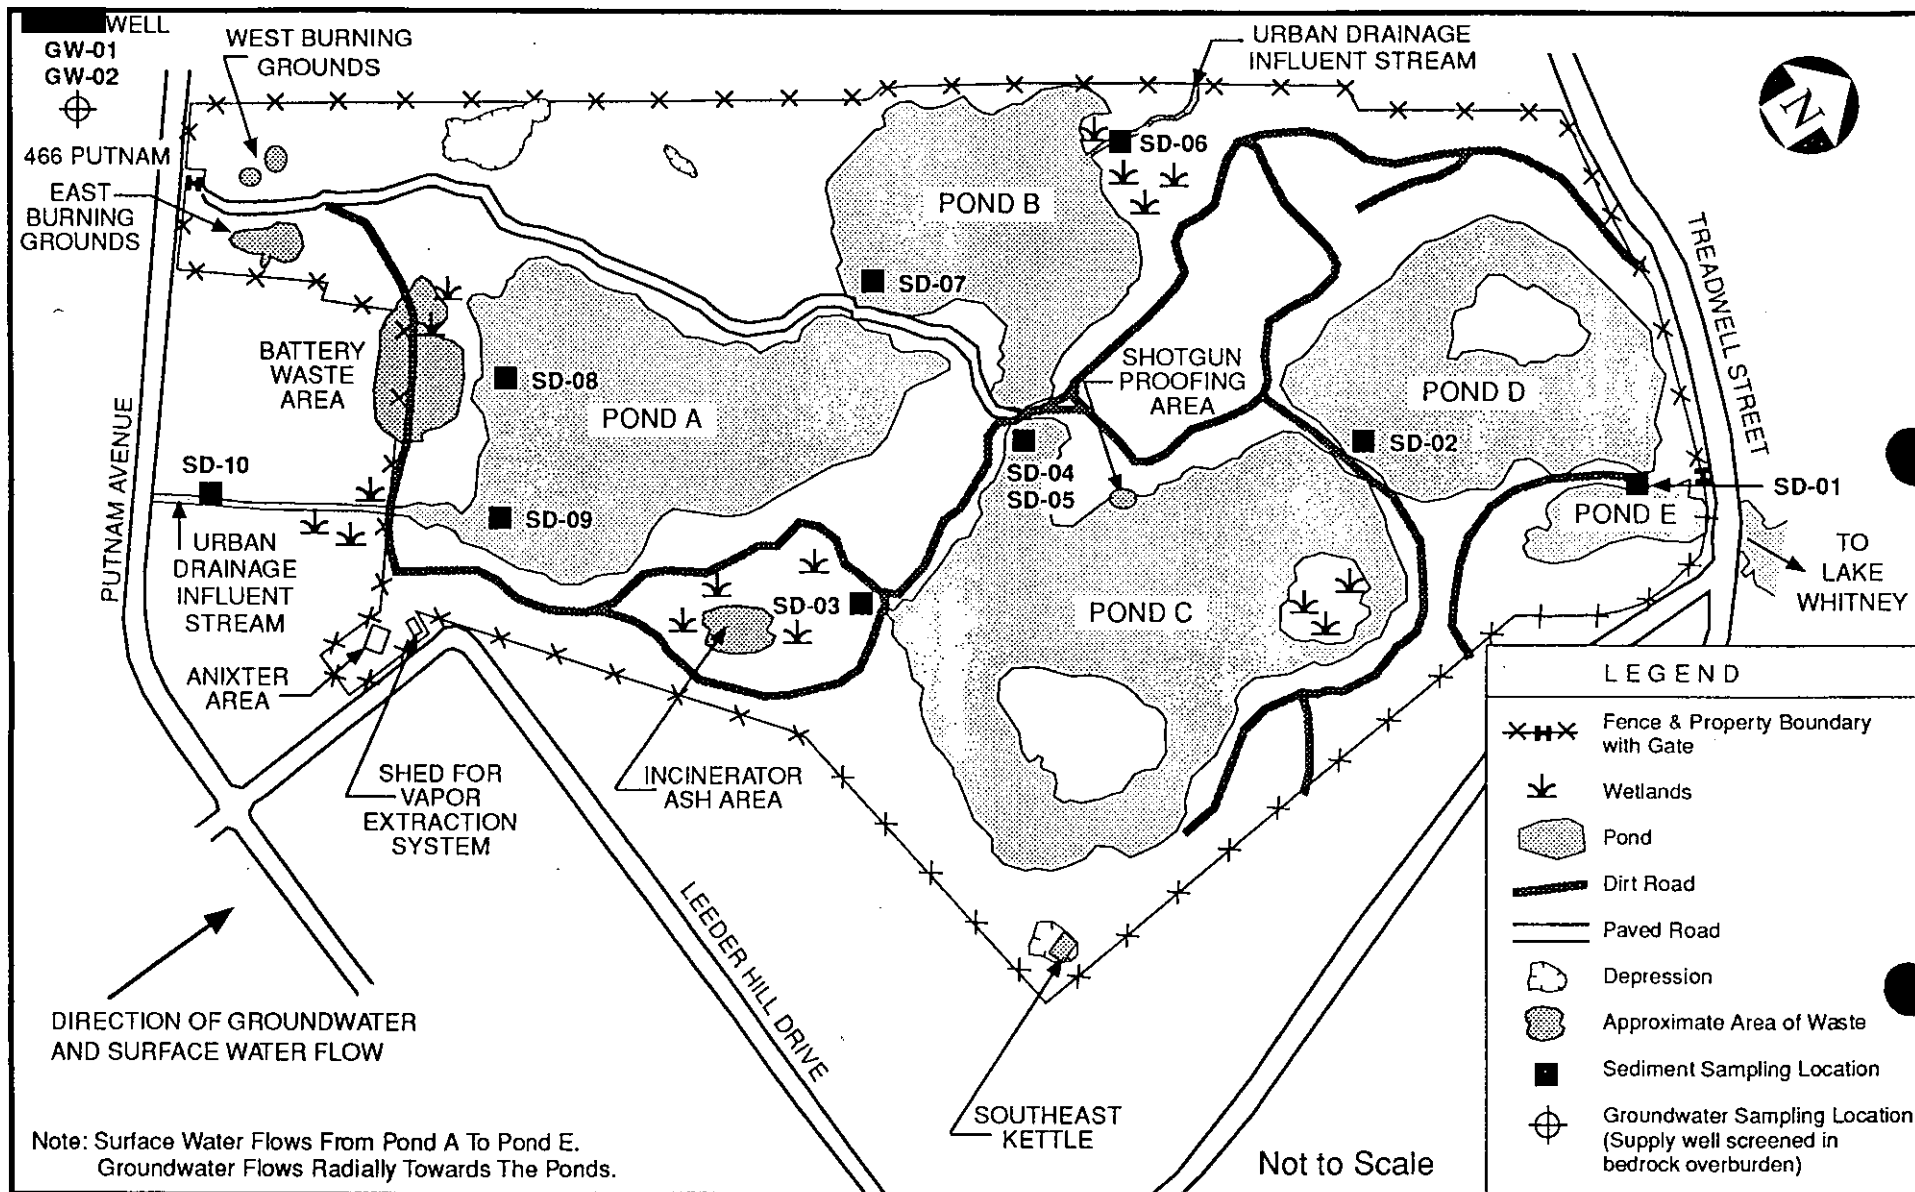 WELL
GW-01
GW-02
466 PUTNAM
WEST BURNING
GROUNDS
EAST
BURNING
GROUNDS
URBAN DRAINAGE
INFLUENT STREAM
N
SD-06
POND B
SD-07
TREADWELL STREET
BATTERY
WASTE
AREA
SD-08
POND A
SHOTGUN
PROOFING
AREA
POND D
SD-02
PUTNAM AVENUE
SD-10
SD-09
SD-04
SD-05
SD-01
POND E
TO
LAKE
WHITNEY
URBAN
DRAINAGE
INFLUENT
STREAM
SD-03
POND C
ANIXTER
AREA
SHED FOR
VAPOR
EXTRACTION
SYSTEM
INCINERATOR
ASH AREA
LEEDER HILL DRIVE
DIRECTION OF GROUNDWATER
AND SURFACE WATER FLOW
SOUTHEAST
KETTLE
Note: Surface Water Flows From Pond A To Pond E.
Groundwater Flows Radially Towards The Ponds.
Not to Scale
LEGEND
Fence & Property Boundary
with Gate
Wetlands
Pond
Dirt Road
Paved Road
Depression
Approximate Area of Waste
Sediment Sampling Location
Groundwater Sampling Location
(Supply well screened in
bedrock overburden)